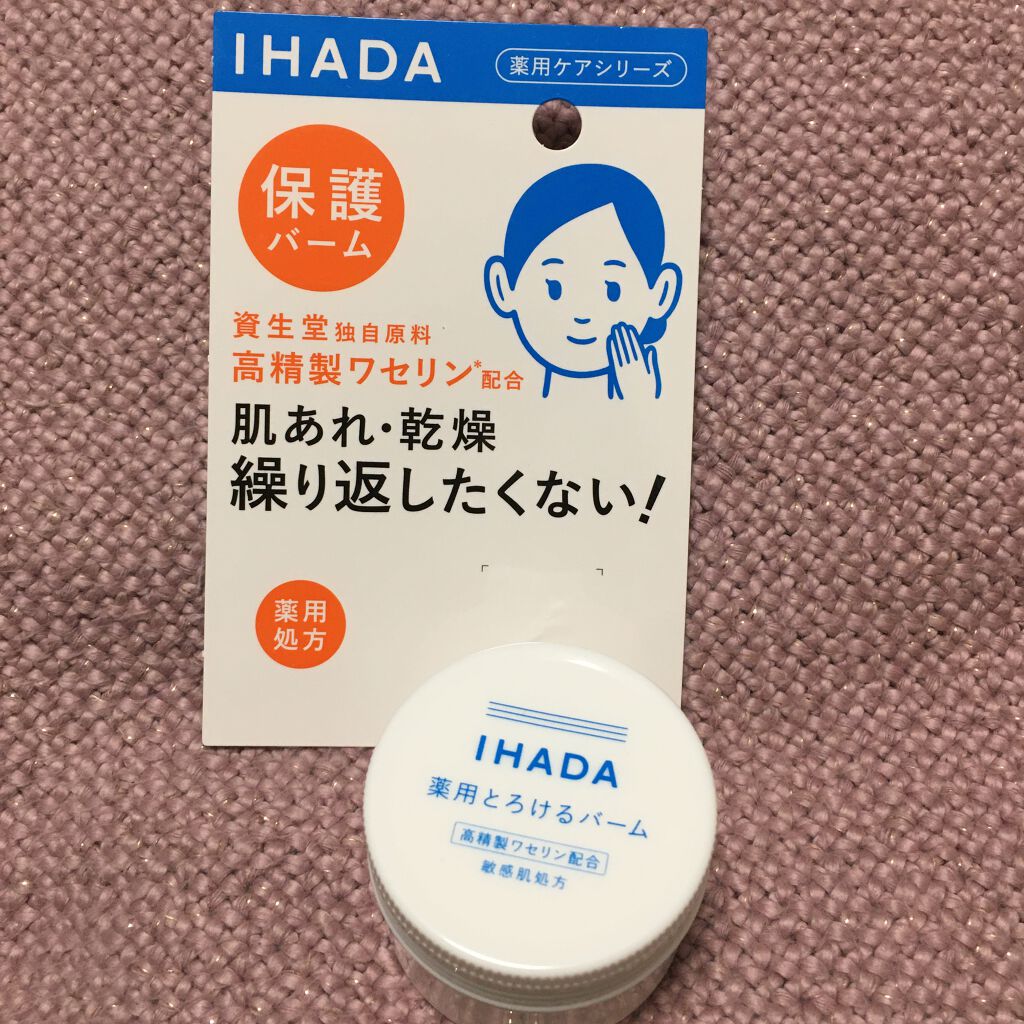 IHADA
薬用ケアシリーズ
保護
バーム
資生堂独自原料
高精製ワセリン*配合
肌あれ・乾燥
繰り返したくない!
薬用
処方
IHADA
薬用とろけるバーム
高精製ワセリン配合
敏感肌処方